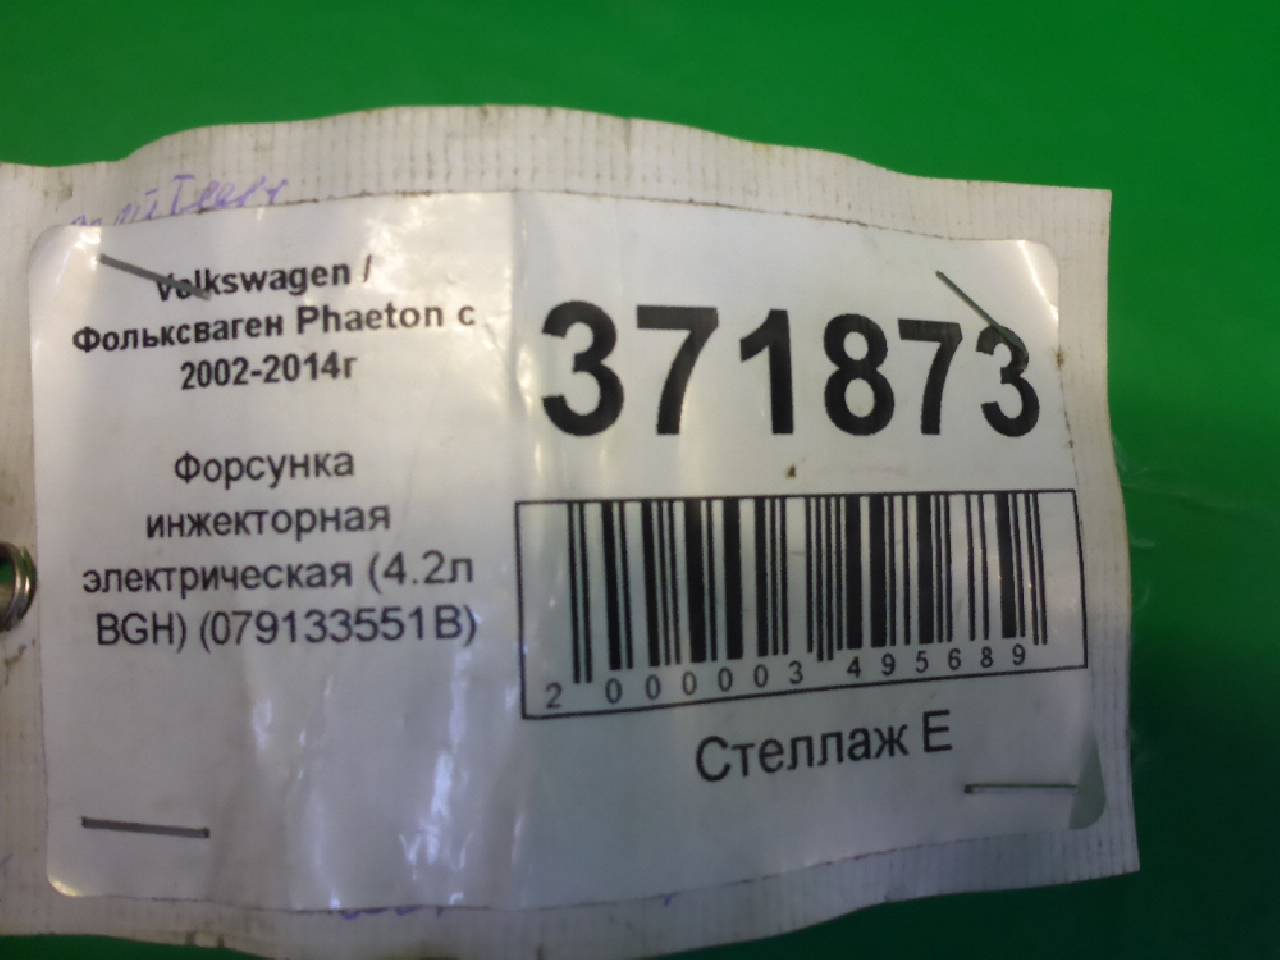 Volkswagen /
Фольксваген Phaeton с
2002-2014г
Форсунка
инжекторная
электрическая (4.2л
BGH) (079133551B)
371873
2 000003 495689
Стеллаж Е